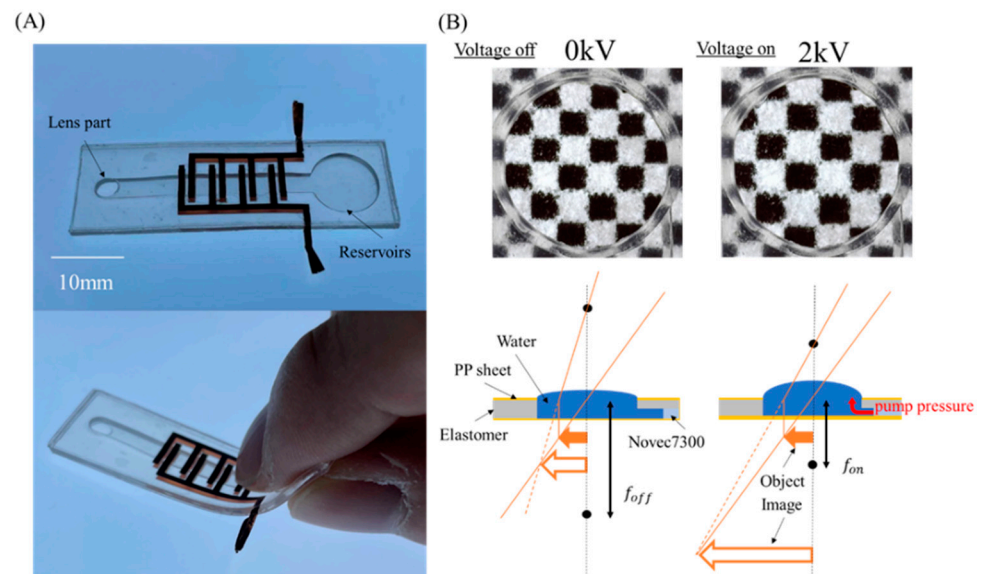 (A)
Lens part
Reservoirs
10mm
(B)
Voltage off 0kV
Voltage on 2kV
Water
PP sheet
Elastomer
Novec7300
f_off
pump pressure
f_on
Object
Image